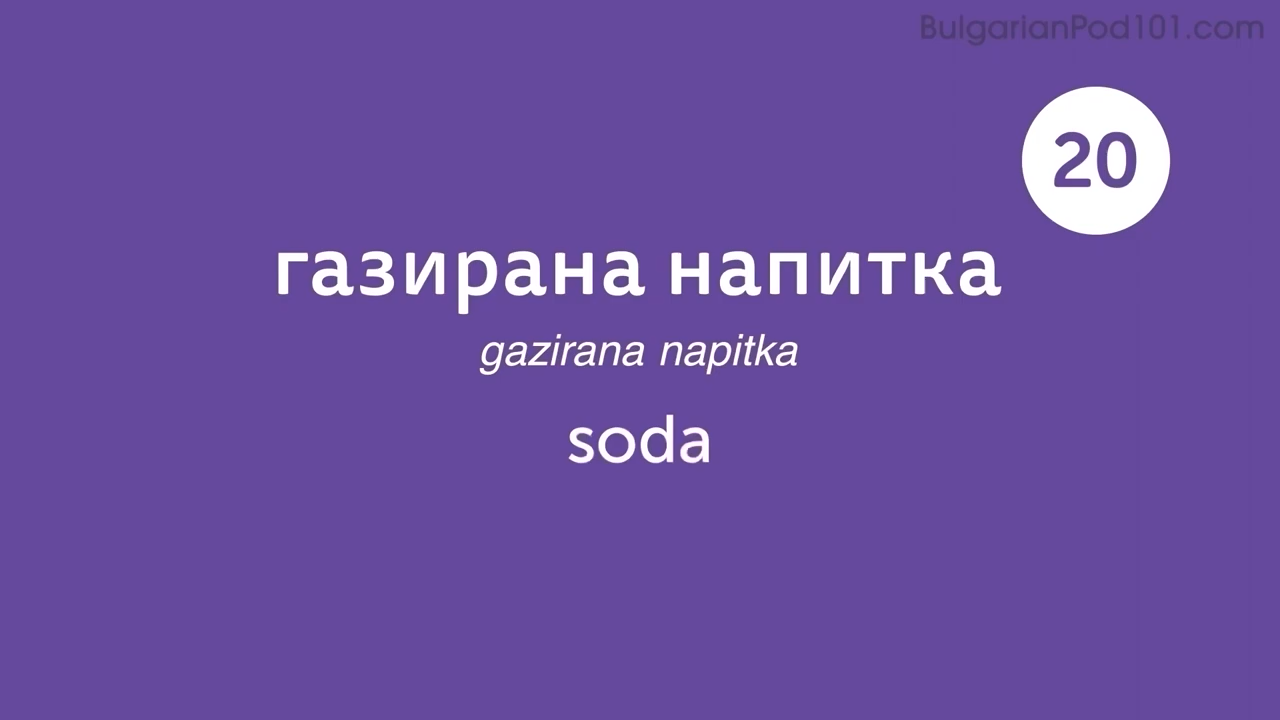 BulgarianPod101.com
20
газирана напитка
gazirana napitka
soda